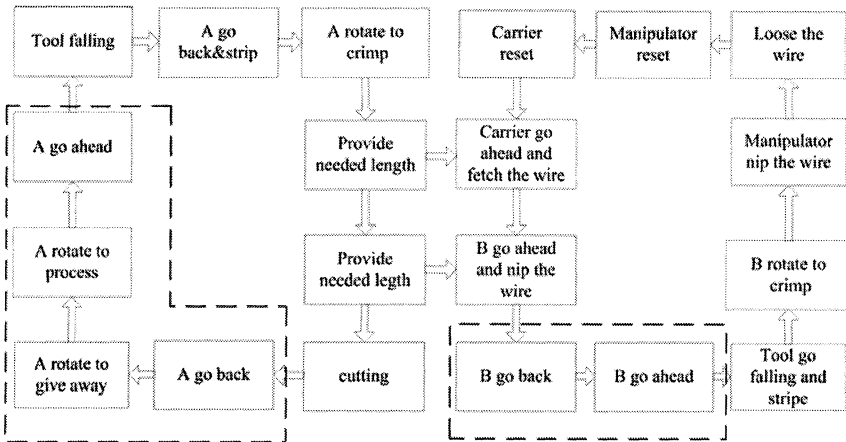 Tool falling
A go
back&strip
A rotate to
crimp
Carrier
reset
Manipulator
reset
Loose the
wire
A go ahead
Provide
needed length
Carrier go
ahead and
fetch the wire
Manipulator
nip the wire
A rotate to
process
Provide
needed legth
B go ahead
and nip the
wire
B rotate to
crimp
A rotate to
give away
A go back
cutting
B go back
B go ahead
Tool go
falling and
stripe